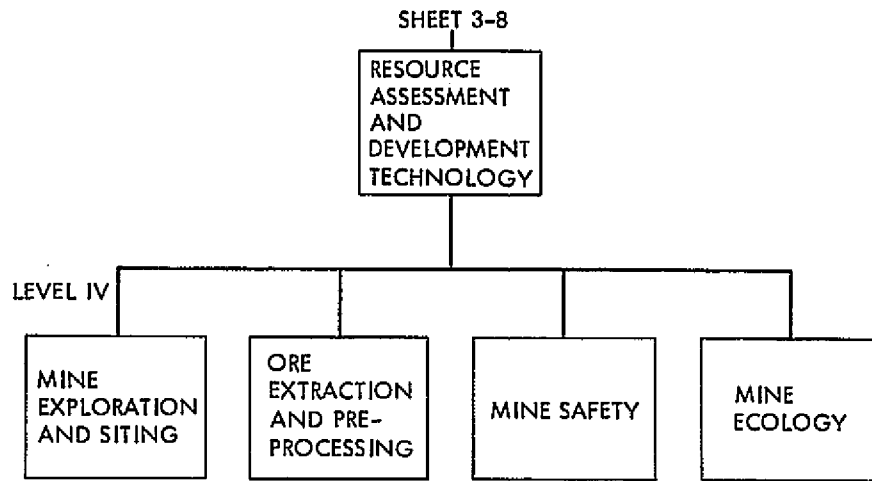 SHEET 3-8
RESOURCE
ASSESSMENT
AND
DEVELOPMENT
TECHNOLOGY
LEVEL IV
MINE
EXPLORATION
AND SITING
ORE
EXTRACTION
AND PRE-
PROCESSING
MINE SAFETY
MINE
ECOLOGY